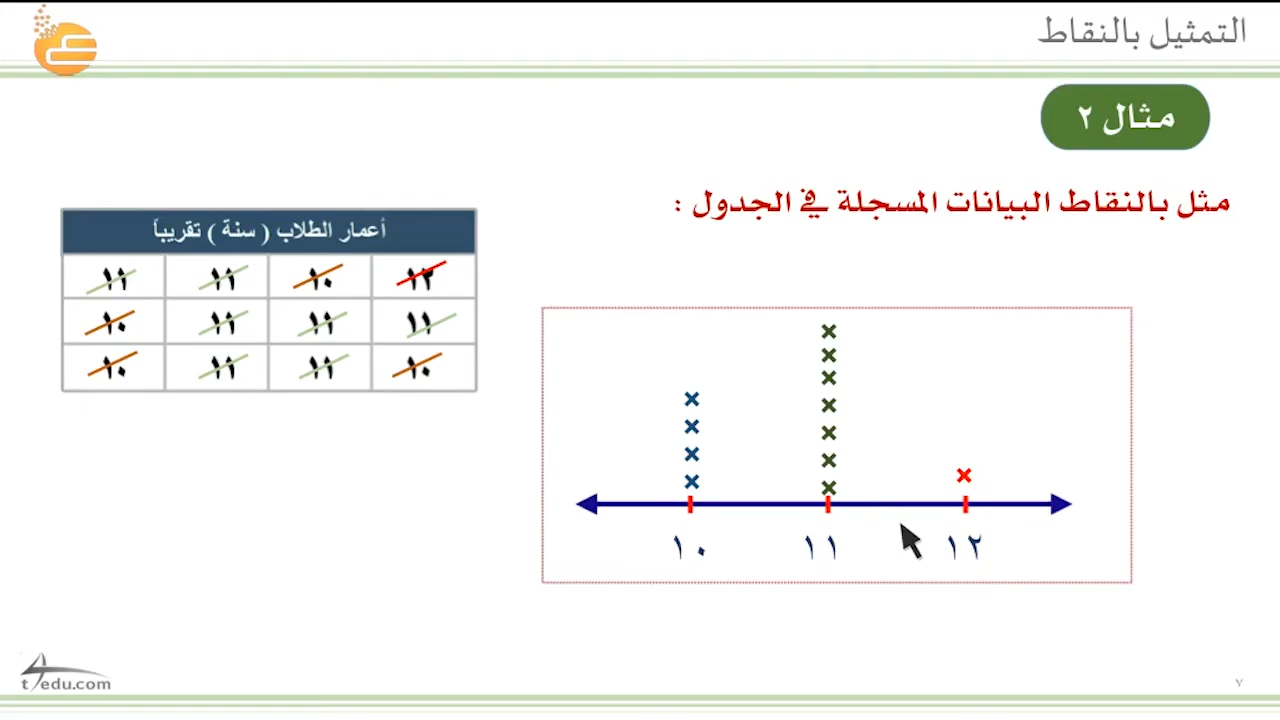 التمثيل بالنقاط
مثال ٢
مثل بالنقاط البيانات المسجلة في الجدول :
أعمار الطلاب ( سنة ) تقريباً
١٢ ١٠ ١١ ١١
١١ ١١ ١١ ١٠
١٠ ١١ ١١ ١٠
١٠ ١١ ١٢
t4edu.com
٧